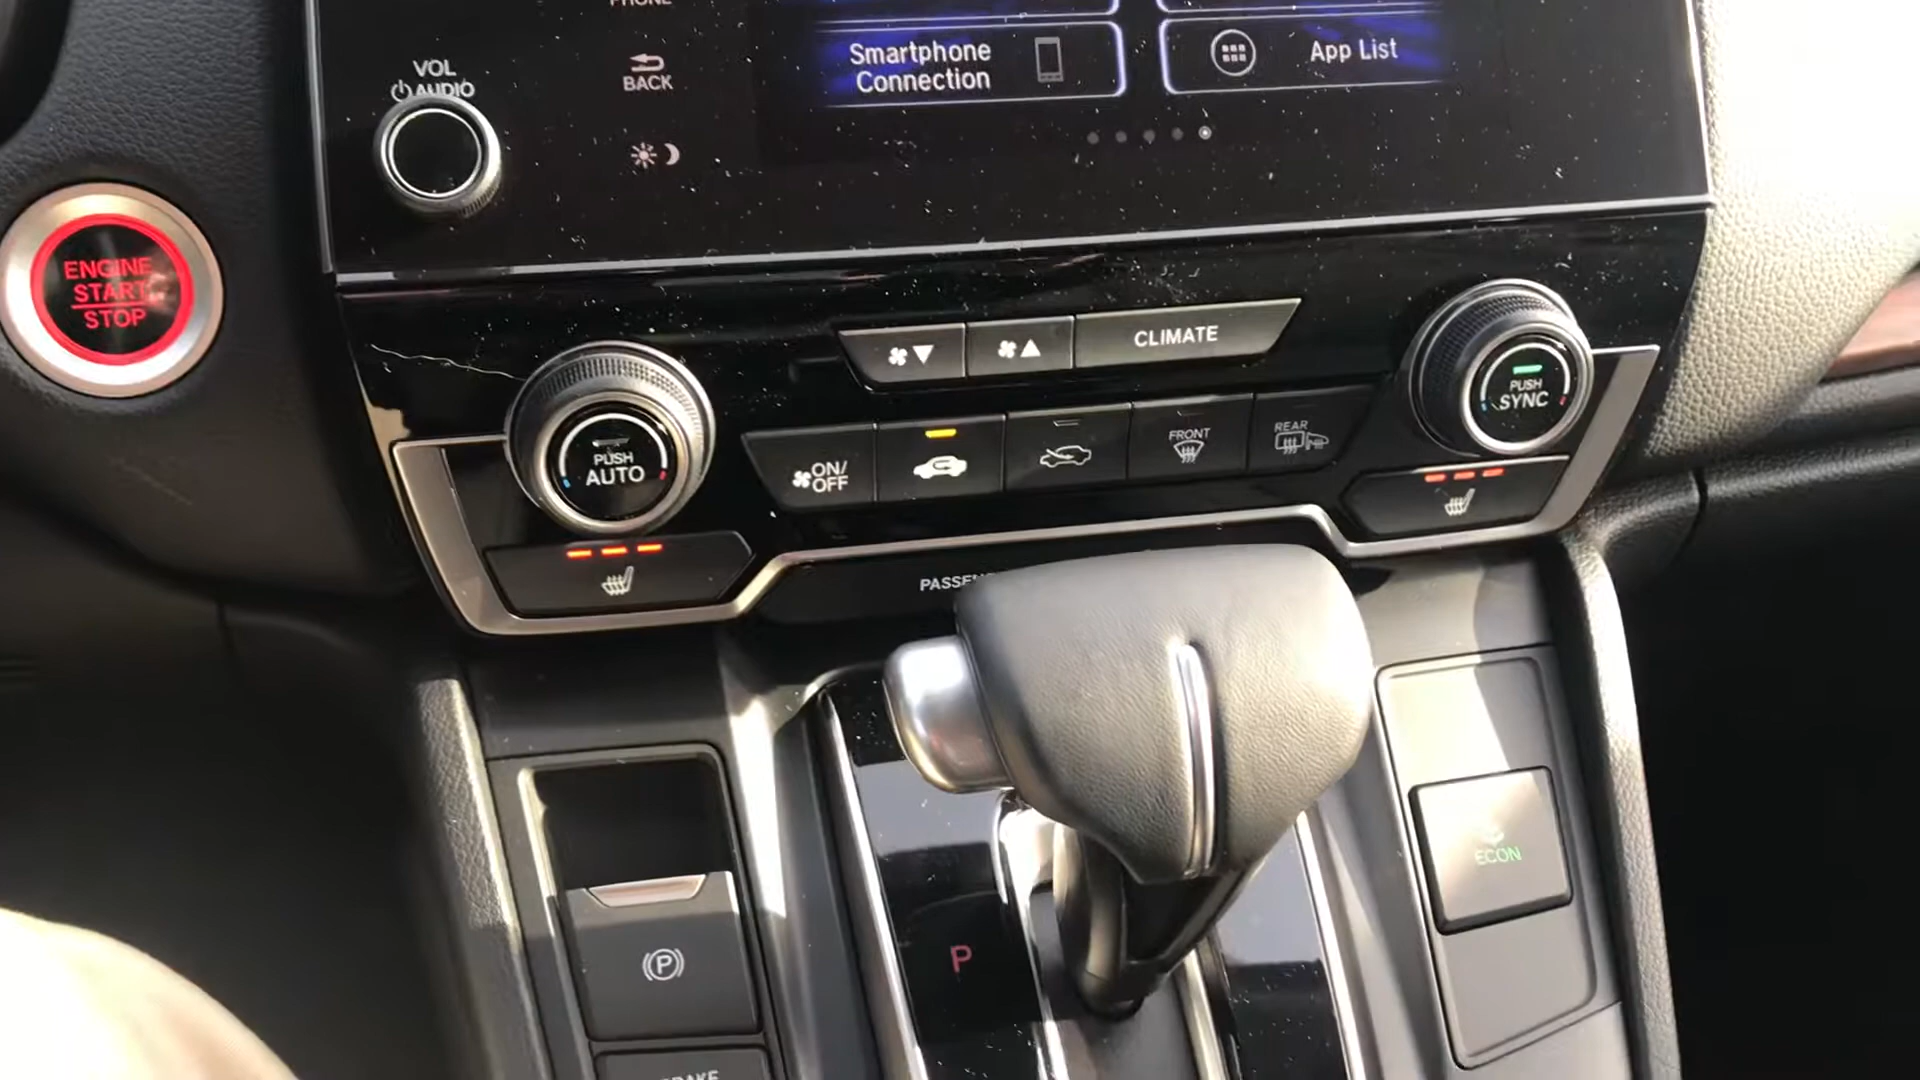 VOL
AUDIO
BACK
Smartphone
Connection
App List
ENGINE
START
STOP
CLIMATE
PUSH
AUTO
ON/
OFF
FRONT
REAR
PUSH
SYNC
P
ECON
P